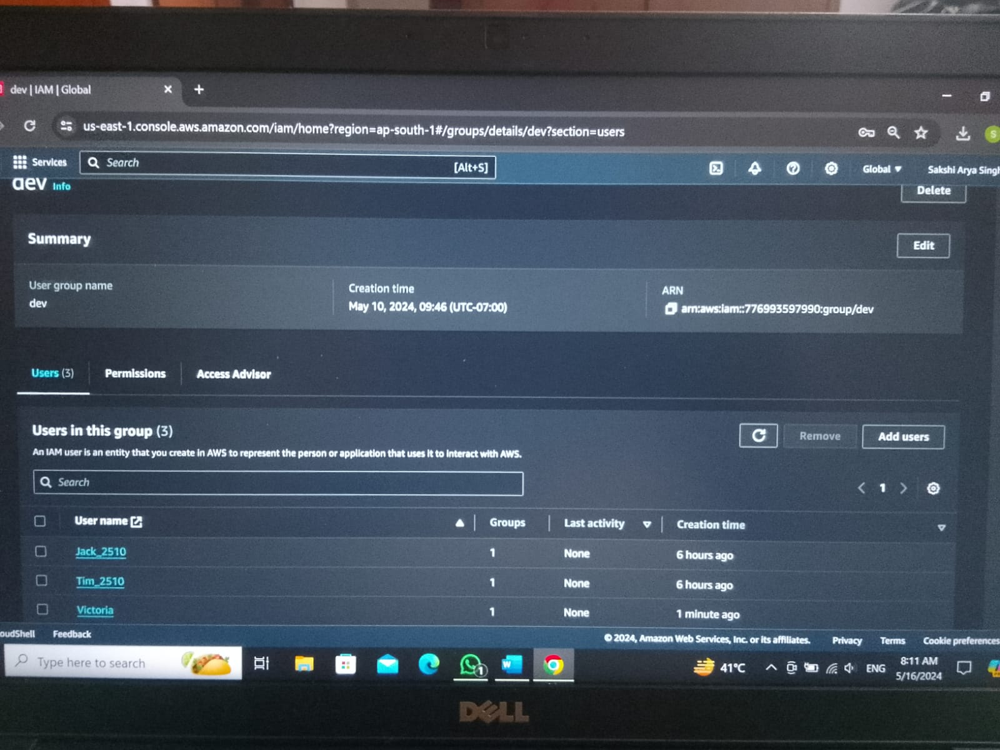 dev | IAM | Global
us-east-1.console.aws.amazon.com/iam/home?region=ap-south-1#/groups/details/dev?section=users
S
Services
Search
[Alt+S]
Global
Sakshi Arya Singh
dev Info
Delete
Summary
Edit
User group name
dev
Creation time
May 10, 2024, 09:46 (UTC-07:00)
ARN
arn:aws:iam::776993597990:group/dev
Users (3)
Permissions
Access Advisor
Users in this group (3)
Remove
Add users
An IAM user is an entity that you create in AWS to represent the person or application that uses it to interact with AWS.
Search
1
User name
Groups
Last activity
Creation time
Jack_2510 1 None 6 hours ago
Tim_2510 1 None 6 hours ago
Victoria 1 None 1 minute ago
oudShell
Feedback
© 2024, Amazon Web Services, Inc. or its affiliates.
Privacy
Terms
Cookie preferences
Type here to search
1
W
41°C
ENG
8:11 AM
5/16/2024
DELL